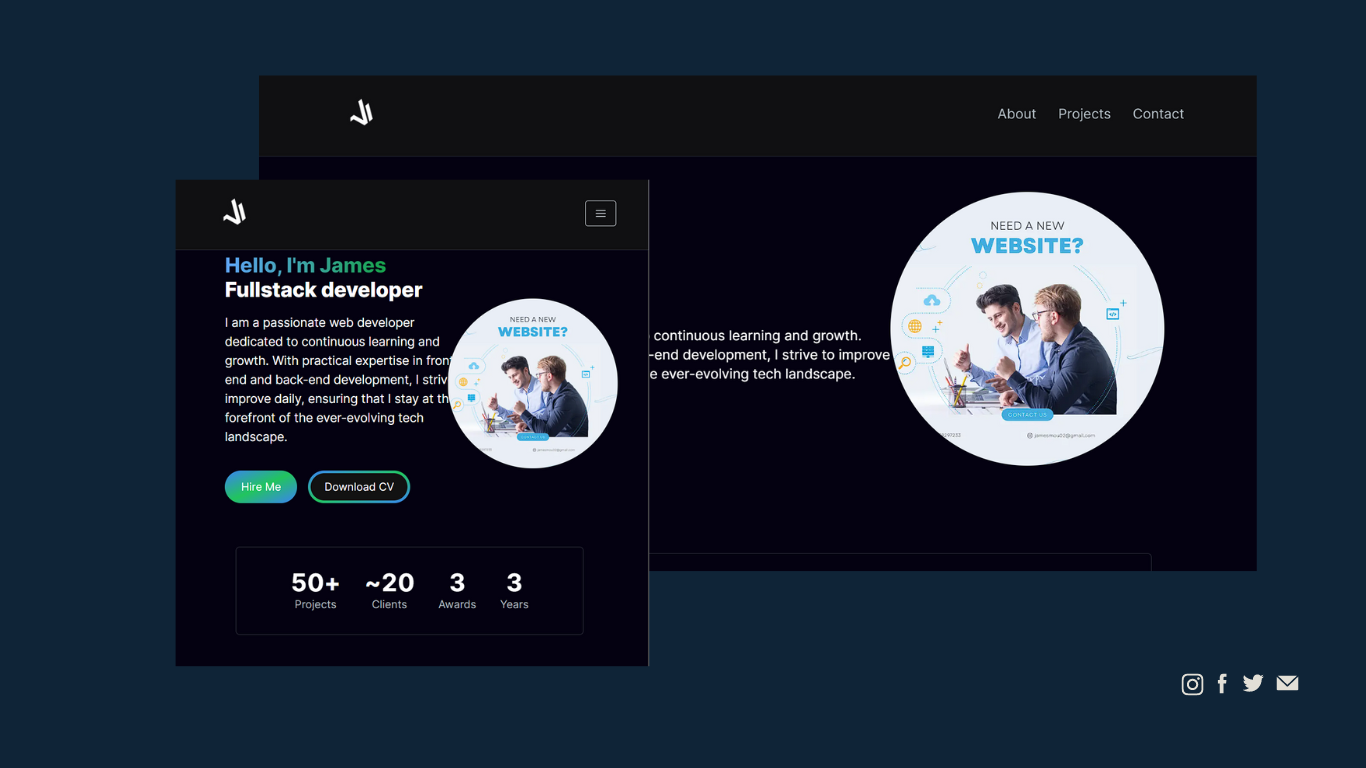 About Projects Contact
Hello, I'm James
Fullstack developer
I am a passionate web developer
dedicated to continuous learning and
growth. With practical expertise in front
end and back-end development, I striv
improve daily, ensuring that I stay at th
forefront of the ever-evolving tech
landscape.
Hire Me
Download CV
NEED A NEW
WEBSITE?
CONTACT US
50+ ~20 3 3
Projects Clients Awards Years
continuous learning and growth.
-end development, I strive to improve
e ever-evolving tech landscape.
NEED A NEW
WEBSITE?
CONTACT US